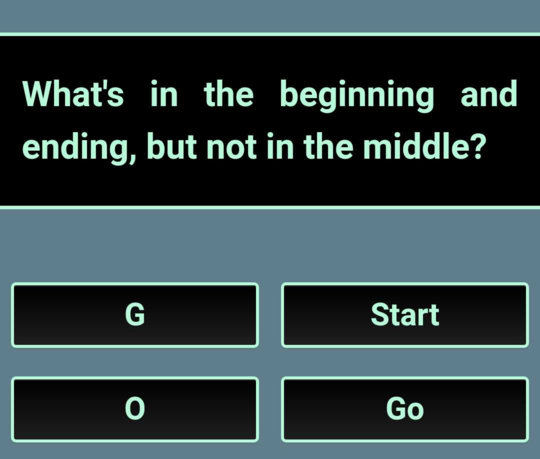 What's in the beginning and
ending, but not in the middle?
G
Start
O
Go